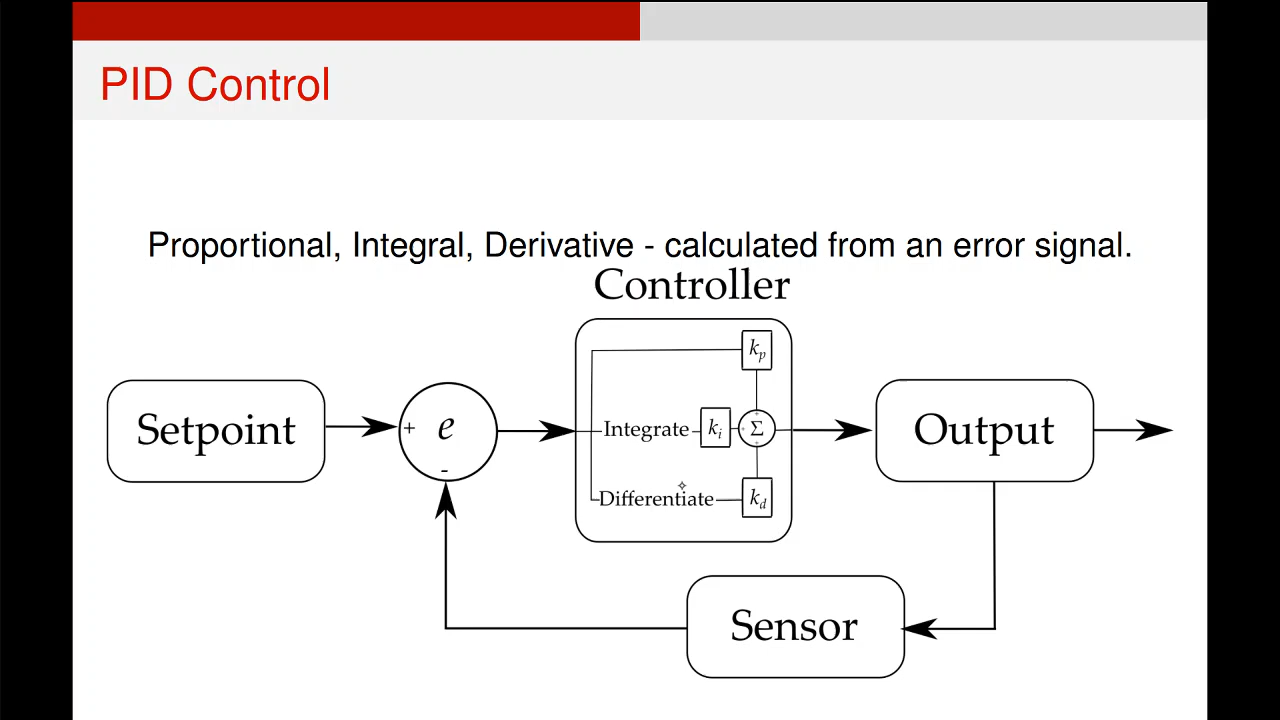 PID Control
Proportional, Integral, Derivative - calculated from an error signal.
Controller
k_p
Setpoint
+ e
-
Integrate k_i + Σ
+
+
Differentiate k_d
Output
Sensor